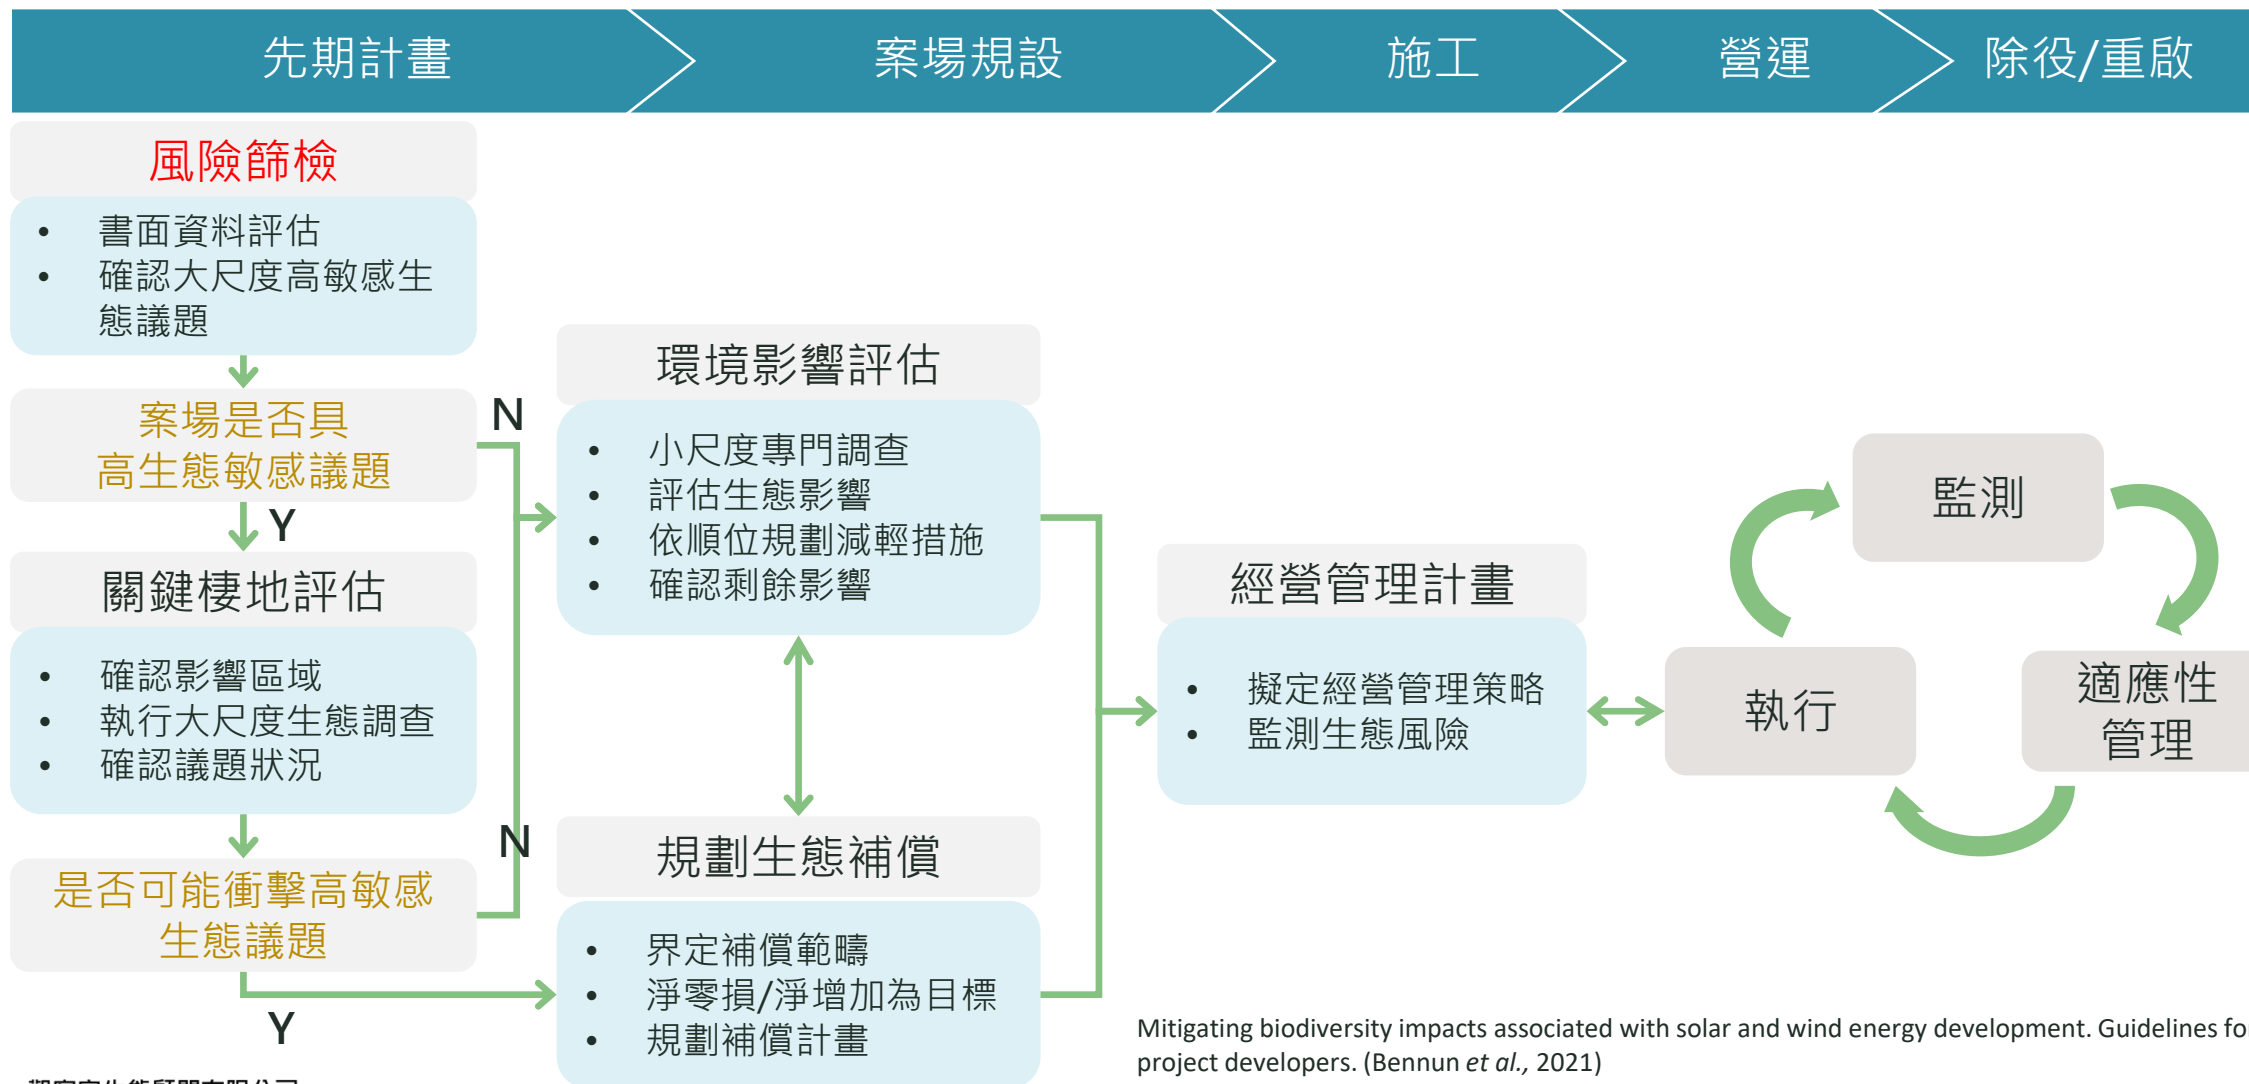 先期計畫
案場規設
施工
營運
除役/重啟
風險篩檢
• 書面資料評估
• 確認大尺度高敏感生
態議題
案場是否具
高生態敏感議題
N
Y
關鍵棲地評估
• 確認影響區域
• 執行大尺度生態調查
• 確認議題狀況
是否可能衝擊高敏感
生態議題
N
Y
環境影響評估
• 小尺度專門調查
• 評估生態影響
• 依順位規劃減輕措施
• 確認剩餘影響
規劃生態補償
• 界定補償範疇
• 淨零損/淨增加為目標
• 規劃補償計畫
經營管理計畫
• 擬定經營管理策略
• 監測生態風險
監測
執行
適應性
管理
Mitigating biodiversity impacts associated with solar and wind energy development. Guidelines for
project developers. (Bennun et al., 2021)